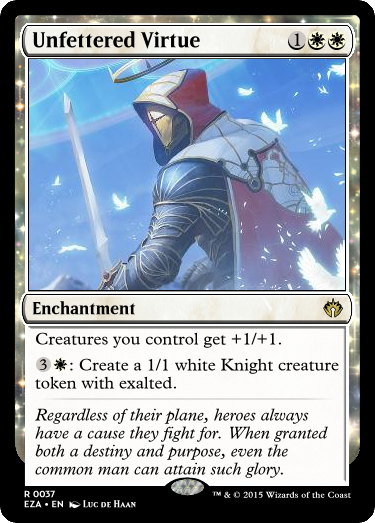 Unfettered Virtue 1
Enchantment
Creatures you control get +1/+1.
3 : Create a 1/1 white Knight creature
token with exalted.
Regardless of their plane, heroes always
have a cause they fight for. When granted
both a destiny and purpose, even the
common man can attain such glory.
R 0037
EZA • EN Luc de Haan
™ & © 2015 Wizards of the Coast